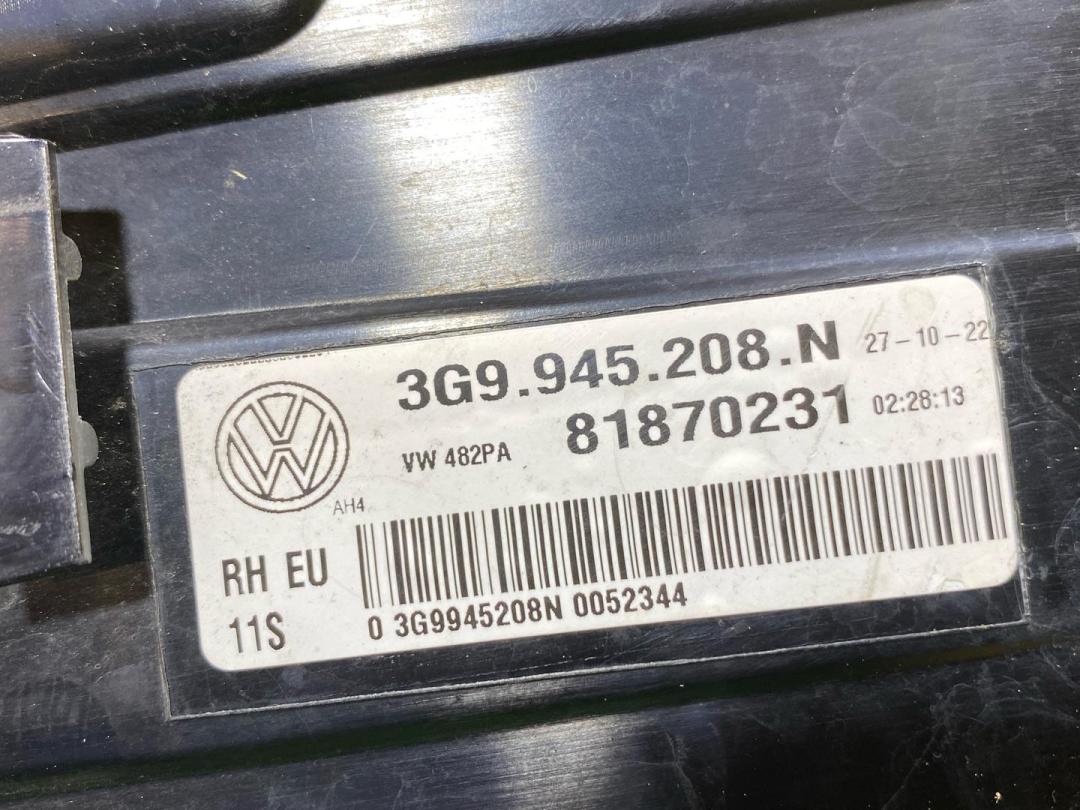 3G9.945.208.N 27-10-22
VW 482PA 81870231 02:28:13
AH4
RH EU
11S
0 3G9945208N 0052344